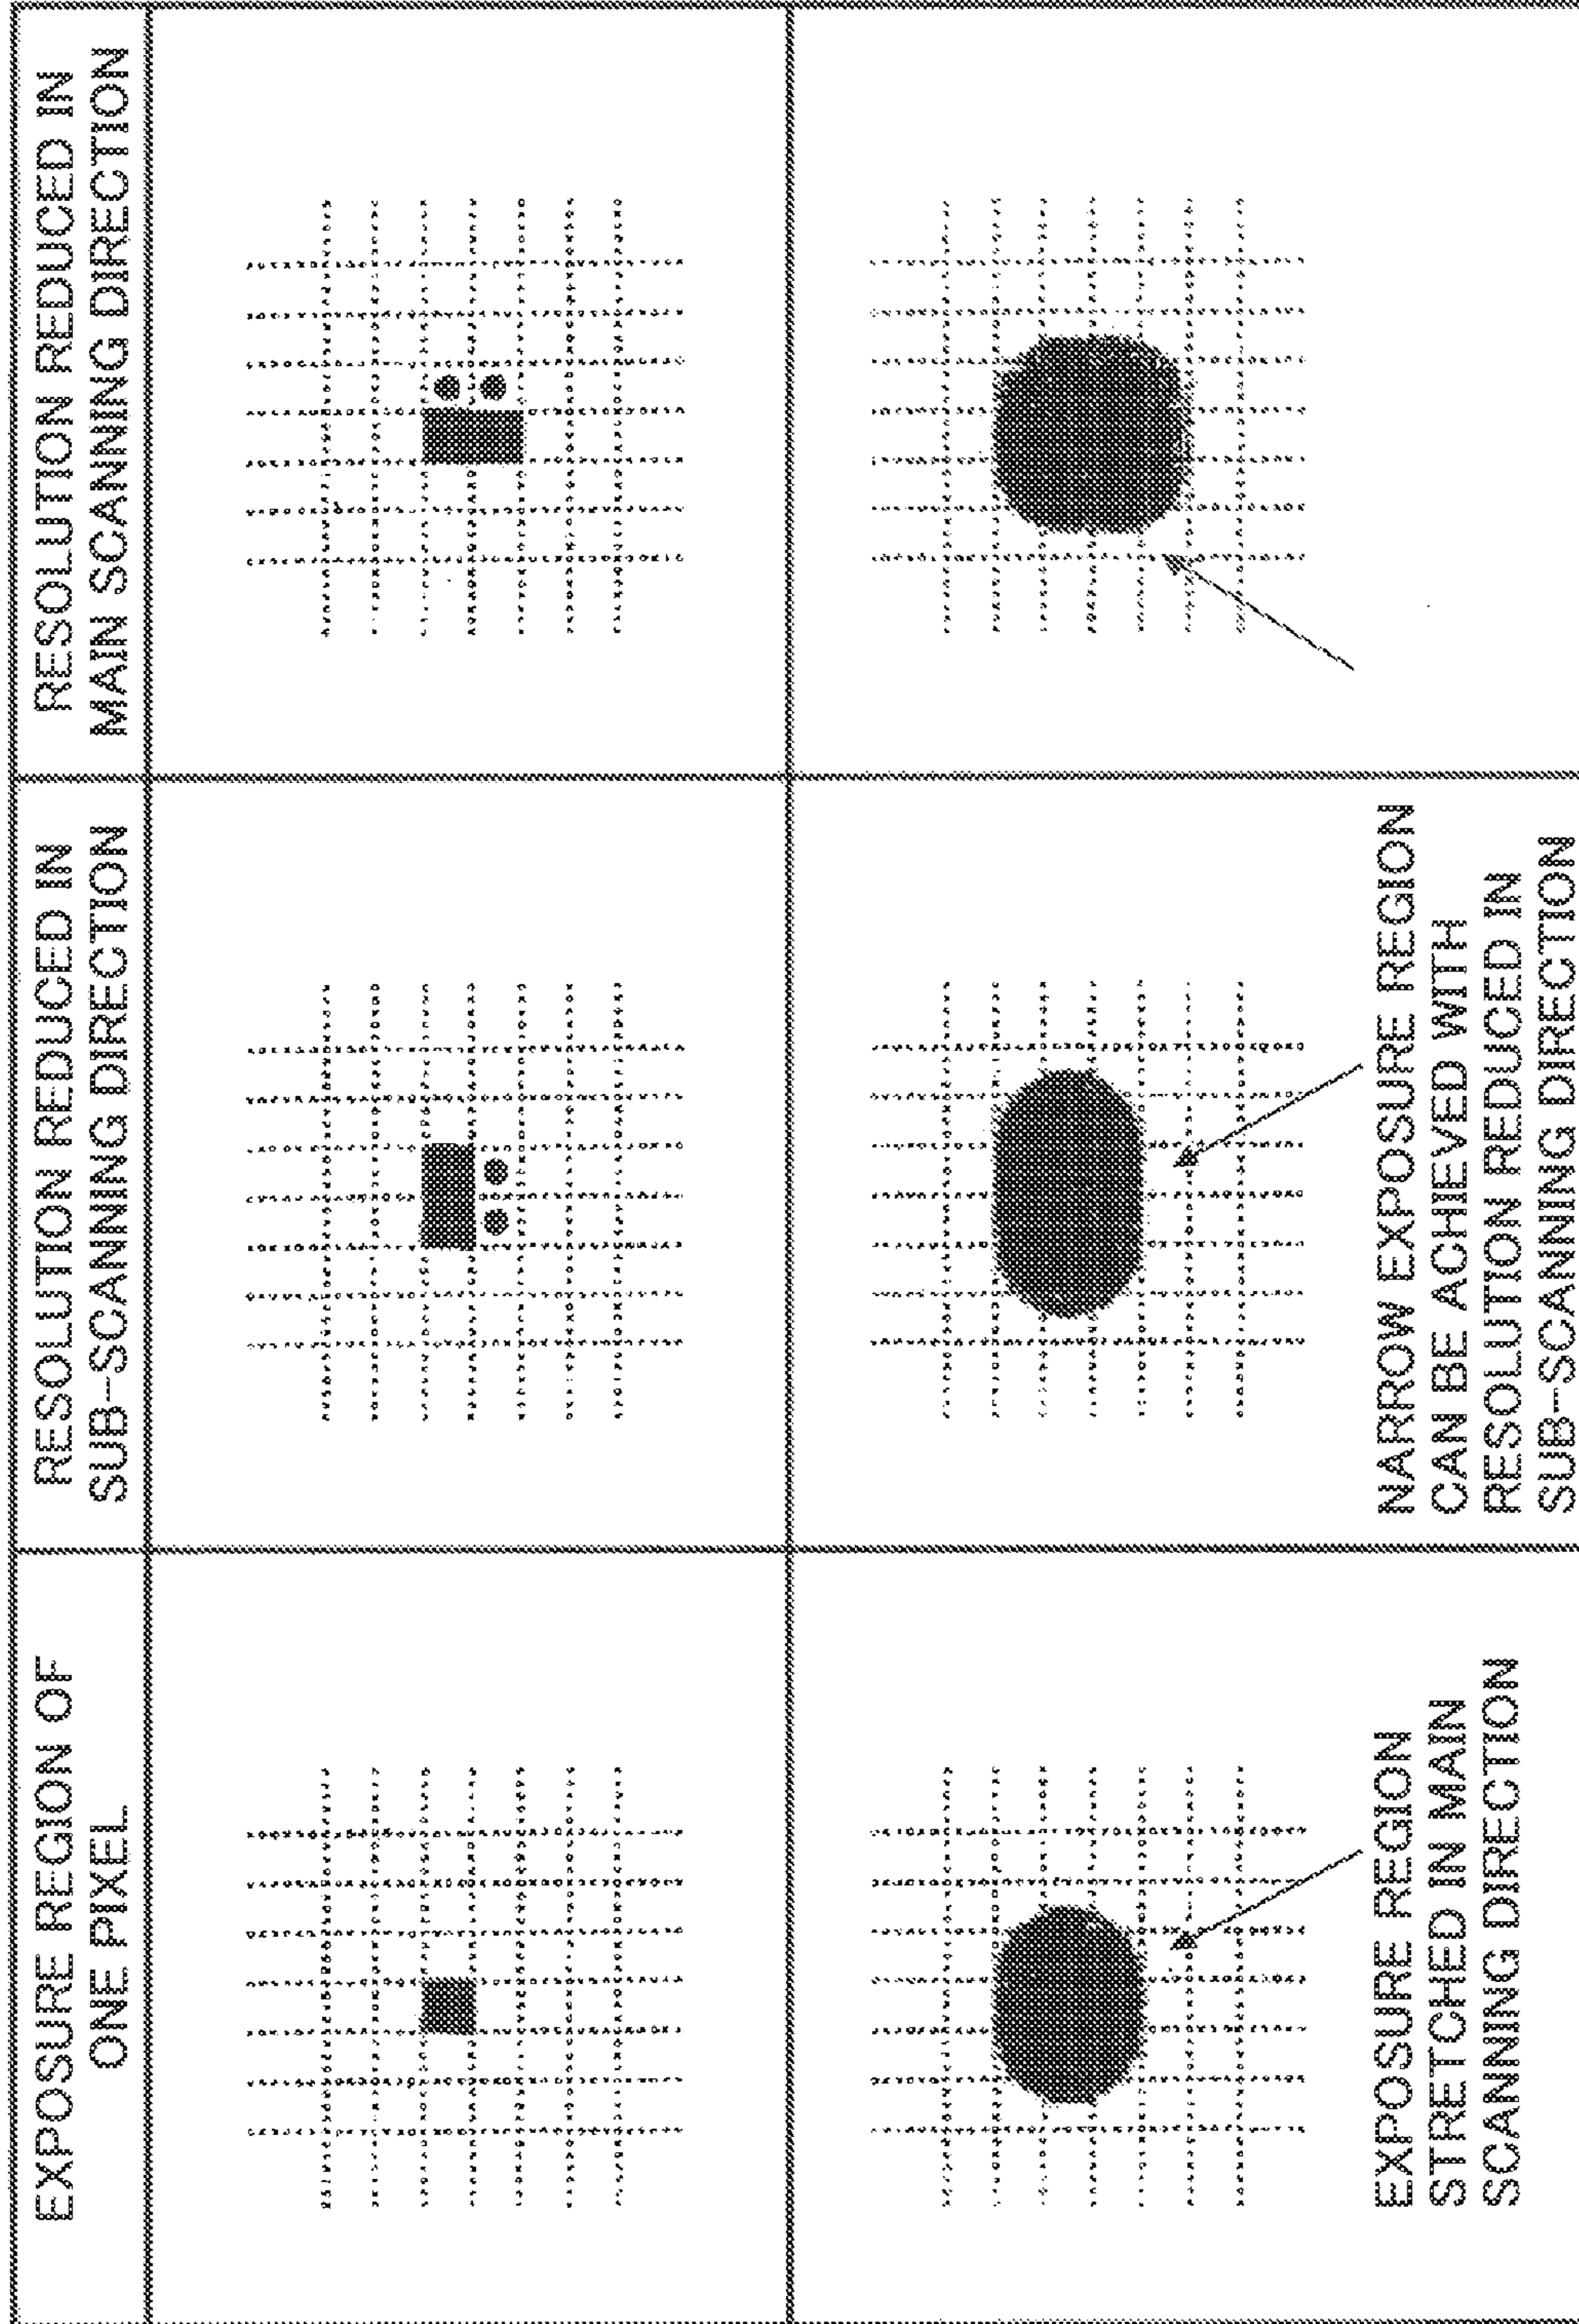 EXPOSURE REGION OF
ONE PIXEL
RESOLUTION REDUCED IN
SUB-SCANNING DIRECTION
RESOLUTION REDUCED IN
MAIN SCANNING DIRECTION
EXPOSURE REGION
STRETCHED IN MAIN
SCANNING DIRECTION
NARROW EXPOSURE REGION
CAN BE ACHIEVED WITH
RESOLUTION REDUCED IN
SUB-SCANNING DIRECTION